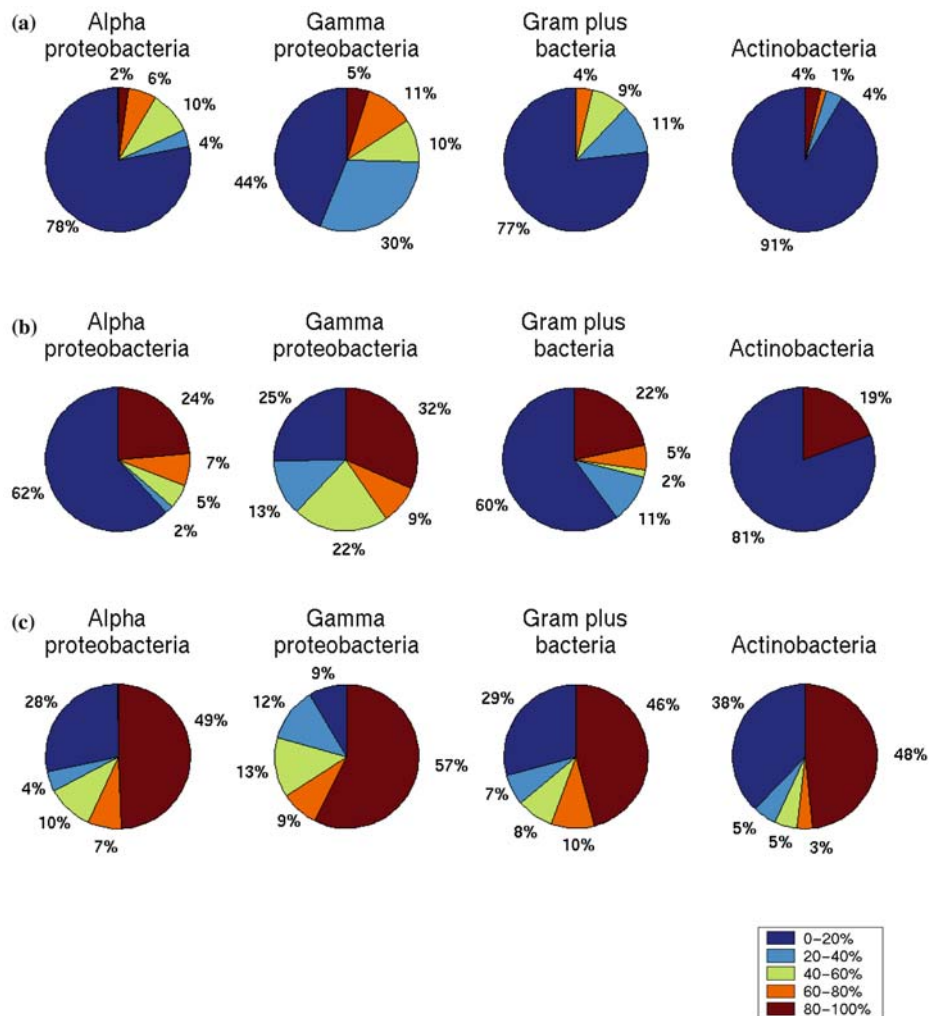 (a)
Alpha
proteobacteria
Gamma
proteobacteria
Gram plus
bacteria
Actinobacteria
2%
6%
10%
4%
78%
5%
11%
10%
30%
44%
4%
9%
11%
77%
4%
1%
4%
91%
(b)
Alpha
proteobacteria
Gamma
proteobacteria
Gram plus
bacteria
Actinobacteria
24%
7%
5%
2%
62%
32%
9%
22%
13%
25%
22%
5%
2%
11%
60%
19%
81%
(c)
Alpha
proteobacteria
Gamma
proteobacteria
Gram plus
bacteria
Actinobacteria
49%
7%
10%
4%
28%
57%
9%
13%
12%
9%
46%
10%
8%
7%
29%
48%
3%
5%
5%
38%
0–20%
20–40%
40–60%
60–80%
80–100%